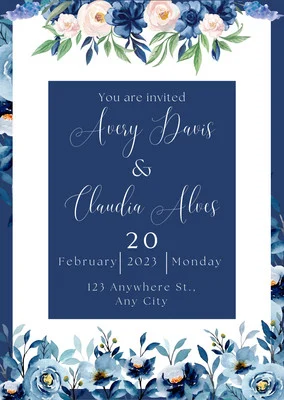 You are invited
Avery Davis
&
Claudia Alves
20
February | 2023 | Monday
123 Anywhere St.,
Any City